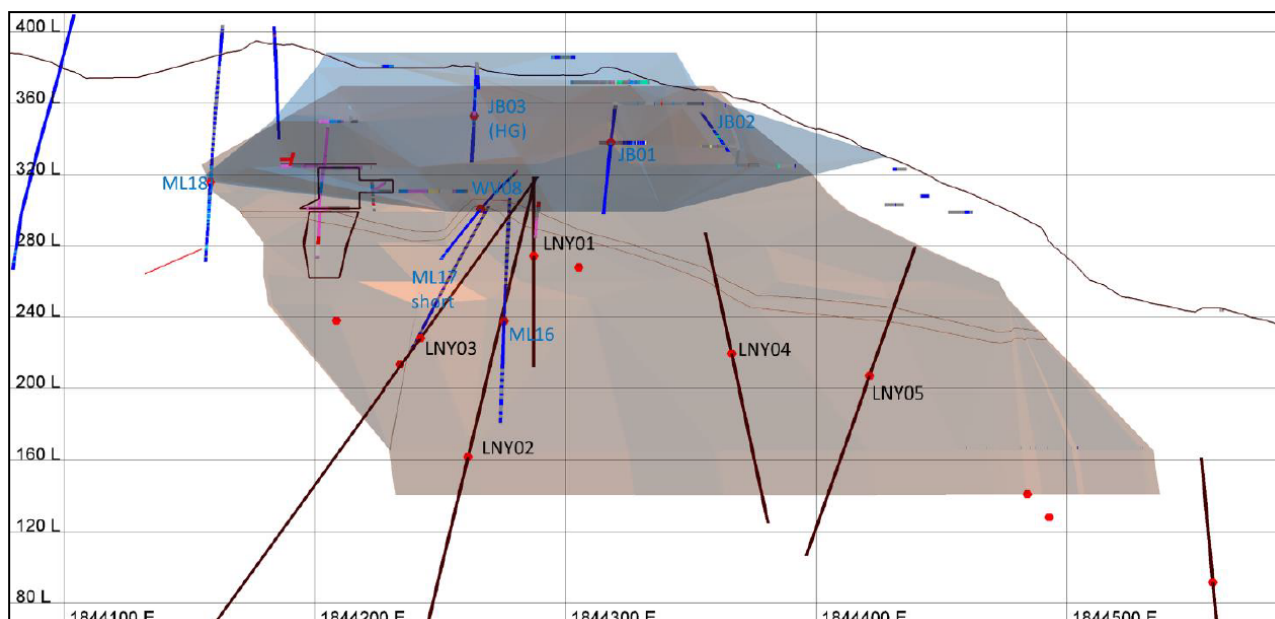 400 L
360 L
320 L
280 L
240 L
200 L
160 L
120 L
80 L
JB03
(HG)
JB02
JB01
ML18
WV08
LNY01
ML17
short
ML16
LNY03
LNY04
LNY05
LNY02
1844100 E
1844200 E
1844300 E
1844400 E
1844500 E